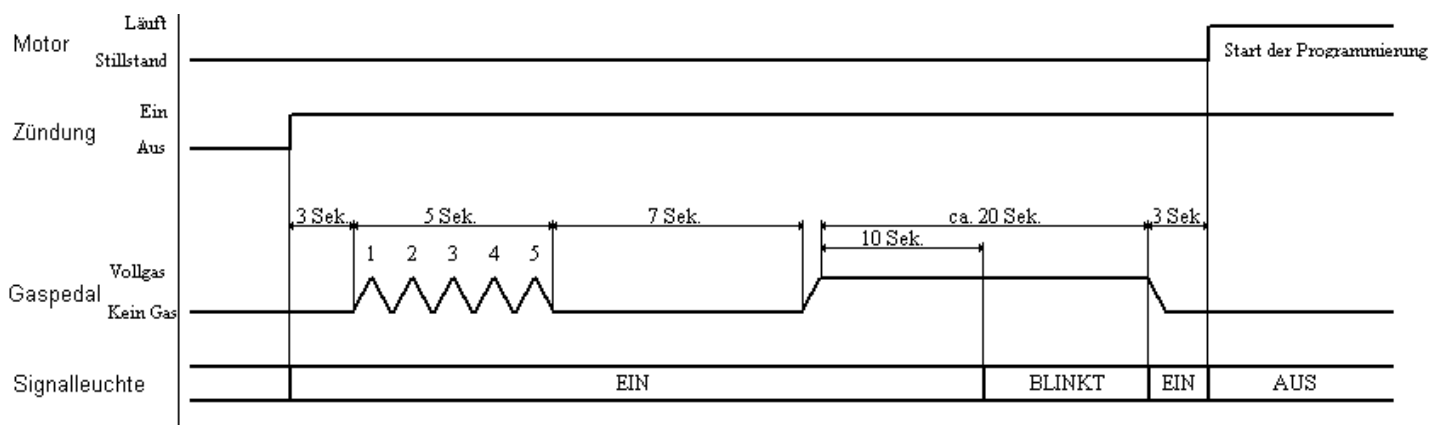 Läuft
Motor
Stillstand
Start der Programmierung
Ein
Zündung
Aus
3 Sek. 5 Sek. 7 Sek. ca. 20 Sek. 3 Sek
10 Sek.
1 2 3 4 5
Vollgas
Gaspedal
Kein Gas
Signalleuchte EIN BLINKT EIN AUS